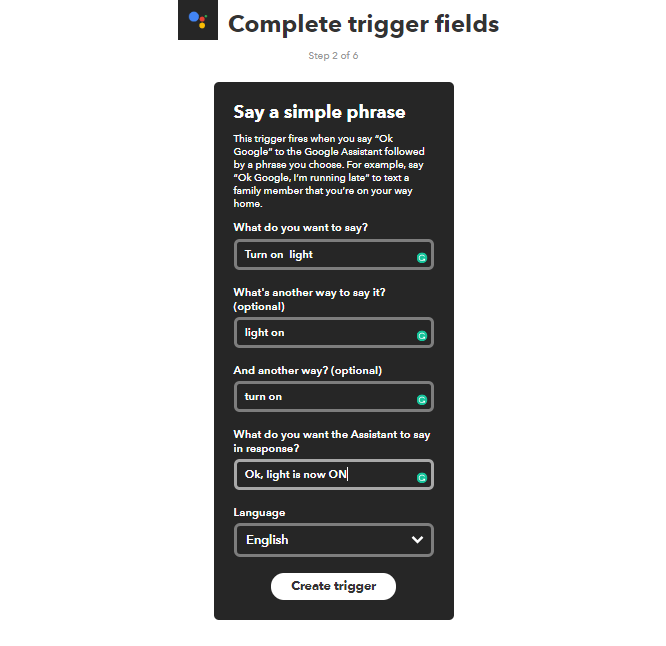 Complete trigger fields
Step 2 of 6
Say a simple phrase
This trigger fires when you say “Ok
Google” to the Google Assistant followed
by a phrase you choose. For example, say
“Ok Google, I’m running late” to text a
family member that you’re on your way
home.
What do you want to say?
Turn on  light
What's another way to say it?
(optional)
light on
And another way? (optional)
turn on
What do you want the Assistant to say
in response?
Ok, light is now ON
Language
English
Create trigger